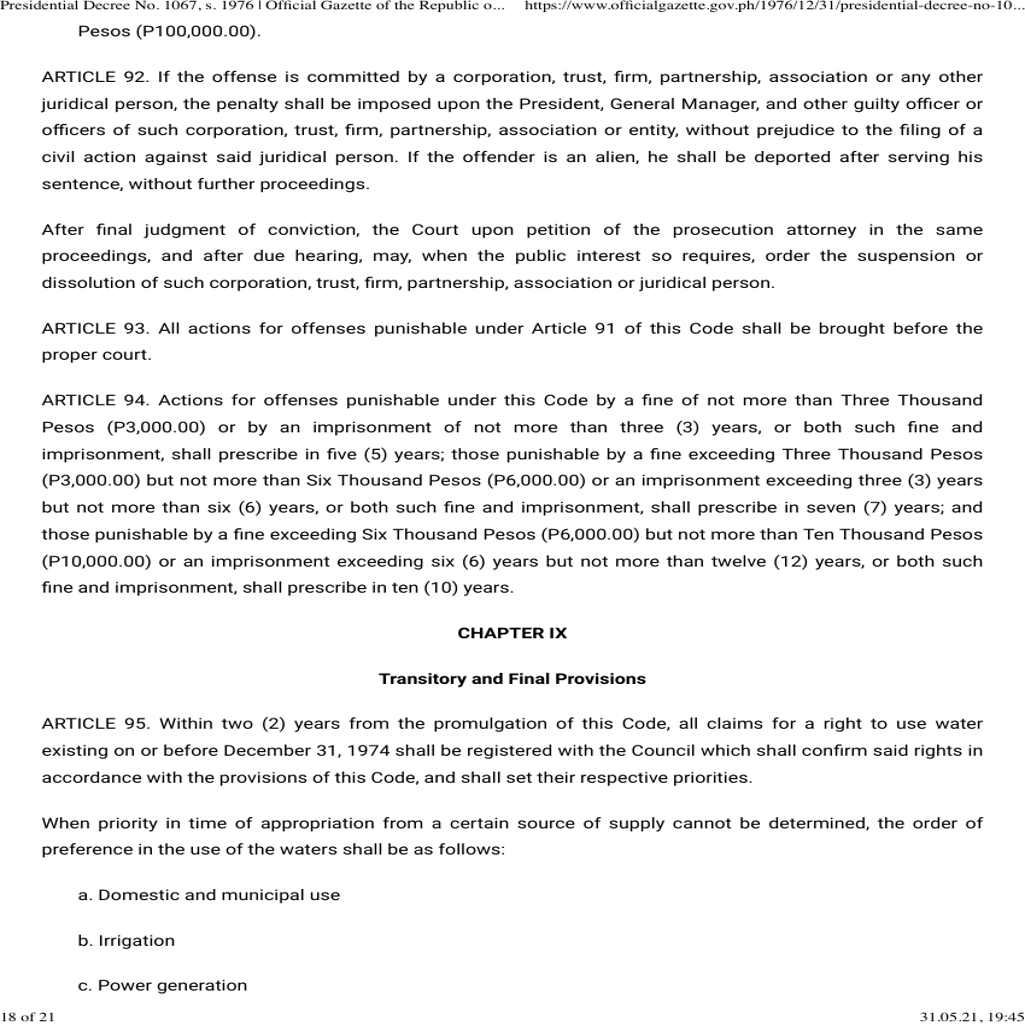 Presidential Decree No. 1067, s. 1976 | Official Gazette of the Republic o... https://www.officialgazette.gov.ph/1976/12/31/presidential-decree-no-10...
Pesos (P100,000.00).
ARTICLE 92. If the offense is committed by a corporation, trust, firm, partnership, association or any other
juridical person, the penalty shall be imposed upon the President, General Manager, and other guilty officer or
officers of such corporation, trust, firm, partnership, association or entity, without prejudice to the filing of a
civil action against said juridical person. If the offender is an alien, he shall be deported after serving his
sentence, without further proceedings.
After final judgment of conviction, the Court upon petition of the prosecution attorney in the same
proceedings, and after due hearing, may, when the public interest so requires, order the suspension or
dissolution of such corporation, trust, firm, partnership, association or juridical person.
ARTICLE 93. All actions for offenses punishable under Article 91 of this Code shall be brought before the
proper court.
ARTICLE 94. Actions for offenses punishable under this Code by a fine of not more than Three Thousand
Pesos (P3,000.00) or by an imprisonment of not more than three (3) years, or both such fine and
imprisonment, shall prescribe in five (5) years; those punishable by a fine exceeding Three Thousand Pesos
(P3,000.00) but not more than Six Thousand Pesos (P6,000.00) or an imprisonment exceeding three (3) years
but not more than six (6) years, or both such fine and imprisonment, shall prescribe in seven (7) years; and
those punishable by a fine exceeding Six Thousand Pesos (P6,000.00) but not more than Ten Thousand Pesos
(P10,000.00) or an imprisonment exceeding six (6) years but not more than twelve (12) years, or both such
fine and imprisonment, shall prescribe in ten (10) years.
CHAPTER IX
Transitory and Final Provisions
ARTICLE 95. Within two (2) years from the promulgation of this Code, all claims for a right to use water
existing on or before December 31, 1974 shall be registered with the Council which shall confirm said rights in
accordance with the provisions of this Code, and shall set their respective priorities.
When priority in time of appropriation from a certain source of supply cannot be determined, the order of
preference in the use of the waters shall be as follows:
a. Domestic and municipal use
b. Irrigation
c. Power generation
18 of 21 31.05.21, 19:45